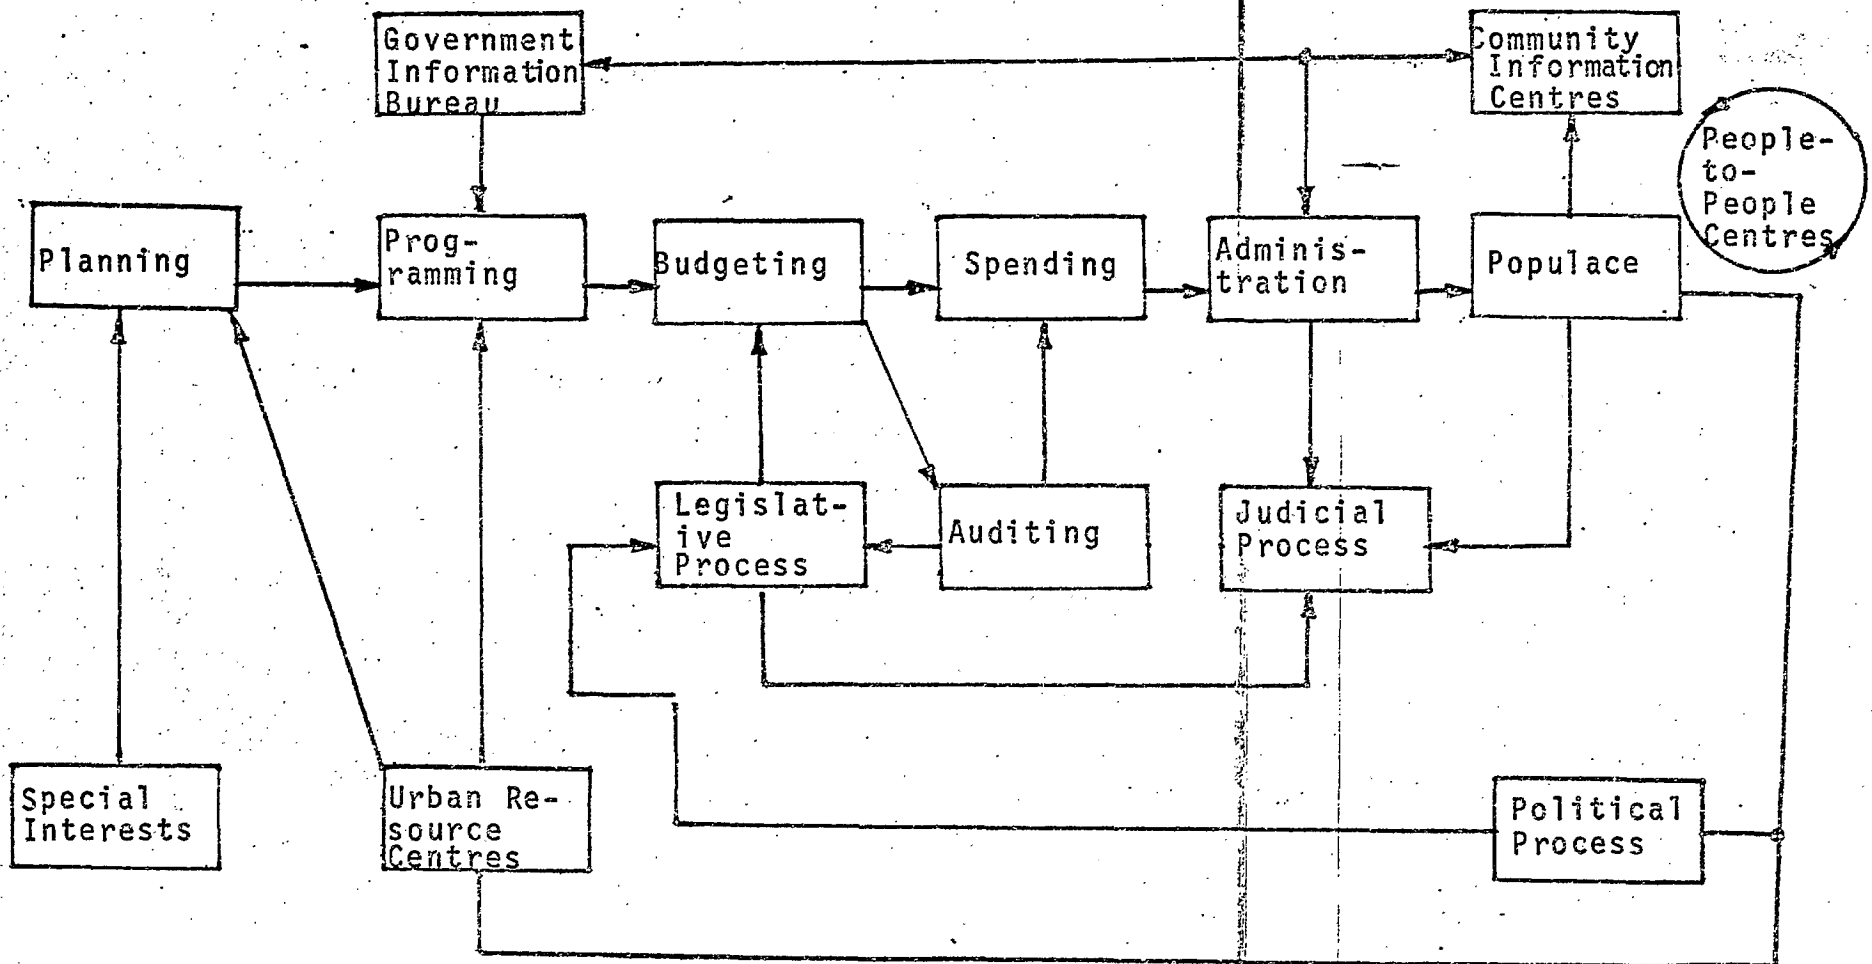 Government
Information
Bureau
Community
Information
Centres
People-
to-
People
Centres
Planning
Prog-
ramming
Budgeting
Spending
Adminis-
tration
Populace
Legislat-
ive
Process
Auditing
Judicial
Process
Special
Interests
Urban Re-
source
Centres
Political
Process